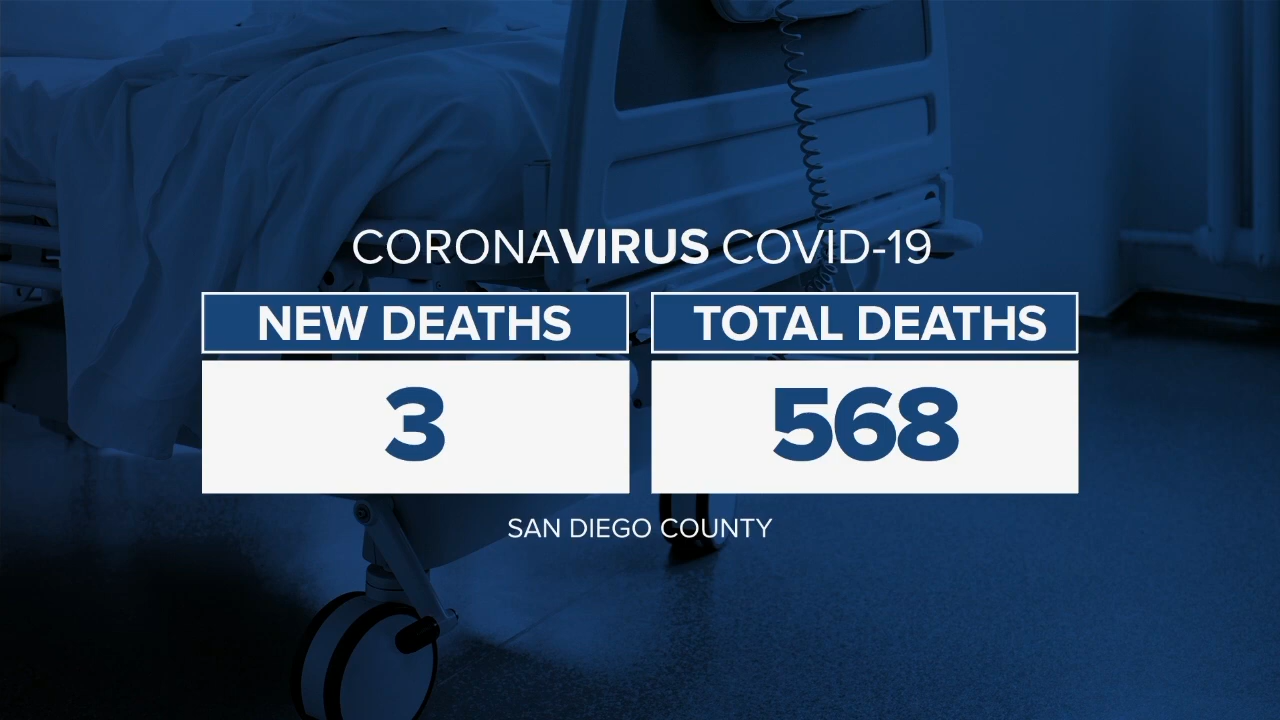 CORONAVIRUS COVID-19
NEW DEATHS TOTAL DEATHS
3 568
SAN DIEGO COUNTY